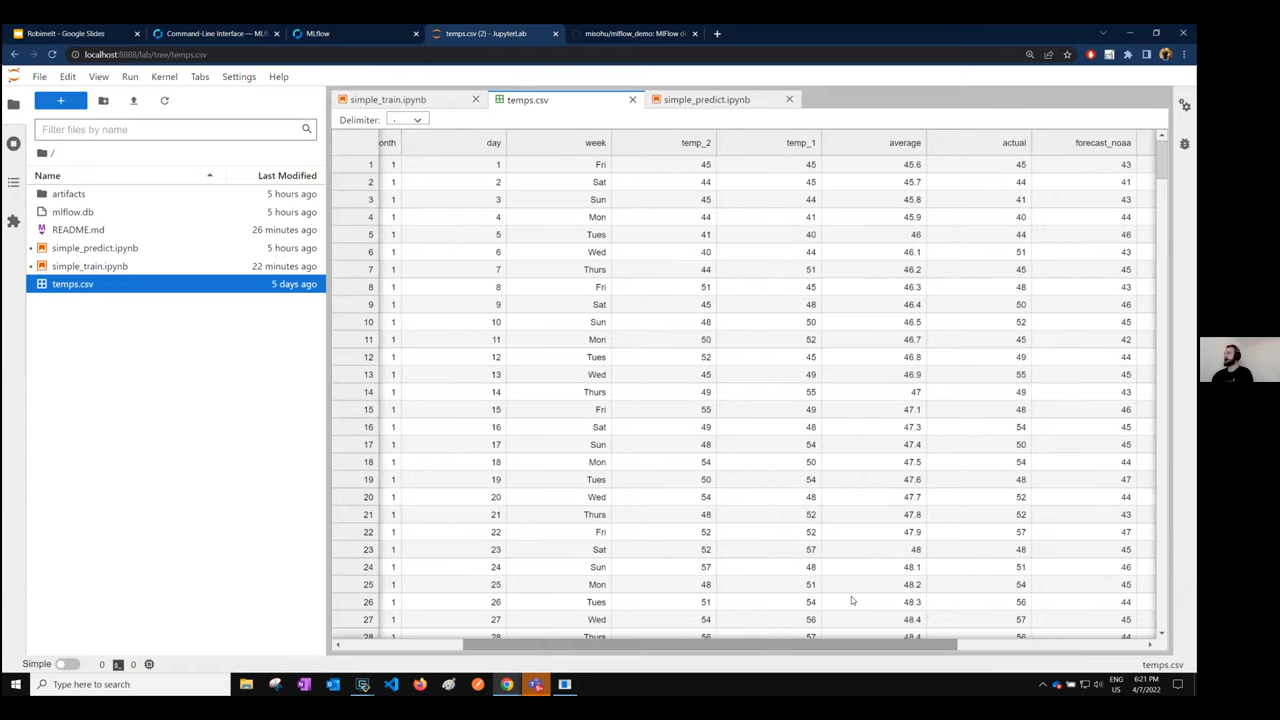 Robimelt - Google Slides
Command-Line Interface — MLf
MLflow
temps.csv (2) - JupyterLab
misohu/mlflow_demo: MlFlow de
localhost:8888/lab/tree/temps.csv
File Edit View Run Kernel Tabs Settings Help
simple_train.ipynb
temps.csv
simple_predict.ipynb
Filter files by name
/
Name Last Modified
artifacts 5 hours ago
mlflow.db 5 hours ago
README.md 26 minutes ago
simple_predict.ipynb 5 hours ago
simple_train.ipynb 22 minutes ago
temps.csv 5 days ago
Delimiter: ,
onth day week temp_2 temp_1 average actual forecast_noaa
1 1 1 Fri 45 45 45.6 45 43
2 1 2 Sat 44 45 45.7 44 41
3 1 3 Sun 45 44 45.8 41 43
4 1 4 Mon 44 41 45.9 40 44
5 1 5 Tues 41 40 46 44 46
6 1 6 Wed 40 44 46.1 51 43
7 1 7 Thurs 44 51 46.2 45 45
8 1 8 Fri 51 45 46.3 48 43
9 1 9 Sat 45 48 46.4 50 46
10 1 10 Sun 48 50 46.5 52 45
11 1 11 Mon 50 52 46.7 45 42
12 1 12 Tues 52 45 46.8 49 44
13 1 13 Wed 45 49 46.9 55 45
14 1 14 Thurs 49 55 47 49 43
15 1 15 Fri 55 49 47.1 48 46
16 1 16 Sat 49 48 47.3 54 45
17 1 17 Sun 48 54 47.4 50 45
18 1 18 Mon 54 50 47.5 54 44
19 1 19 Tues 50 54 47.6 48 47
20 1 20 Wed 54 48 47.7 52 44
21 1 21 Thurs 48 52 47.8 52 43
22 1 22 Fri 52 52 47.9 57 47
23 1 23 Sat 52 57 48 48 45
24 1 24 Sun 57 48 48.1 51 46
25 1 25 Mon 48 51 48.2 54 45
26 1 26 Tues 51 54 48.3 56 44
27 1 27 Wed 54 56 48.4 57 45
28 1 28 Thurs 56 57 48.4 56 44
Simple 0 0
temps.csv
Type here to search
ENG
US
6:21 PM
4/7/2022